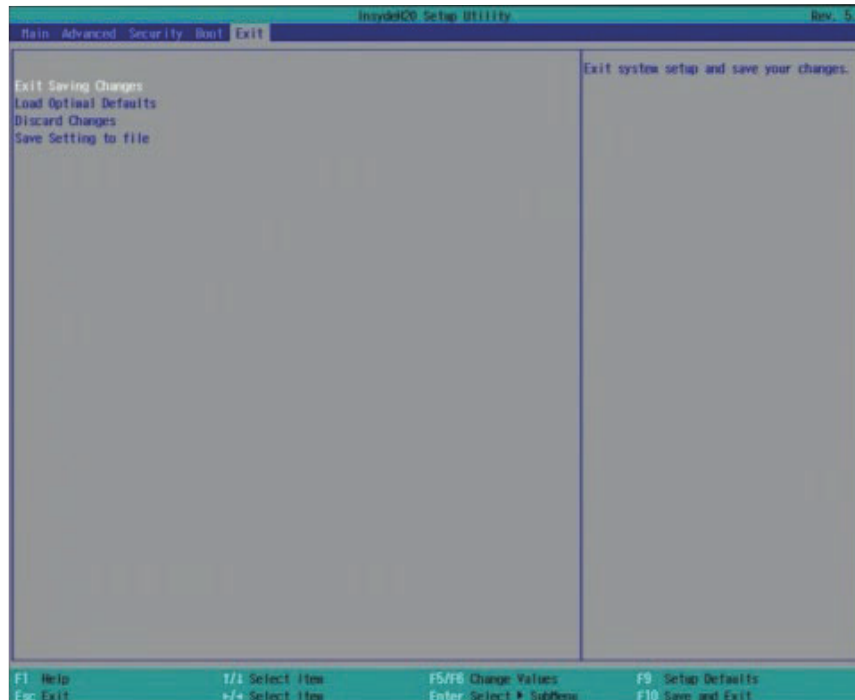 InsydeH20 Setup Utility Rev. 5.
Main Advanced Security Boot Exit
Exit Saving Changes
Load Optimal Defaults
Discard Changes
Save Setting to file
Exit system setup and save your changes.
F1 Help ↑/↓ Select Item F5/F6 Change Values F9 Setup Defaults
Esc Exit ►/◄ Select Item Enter Select ► SubMenu F10 Save and Exit